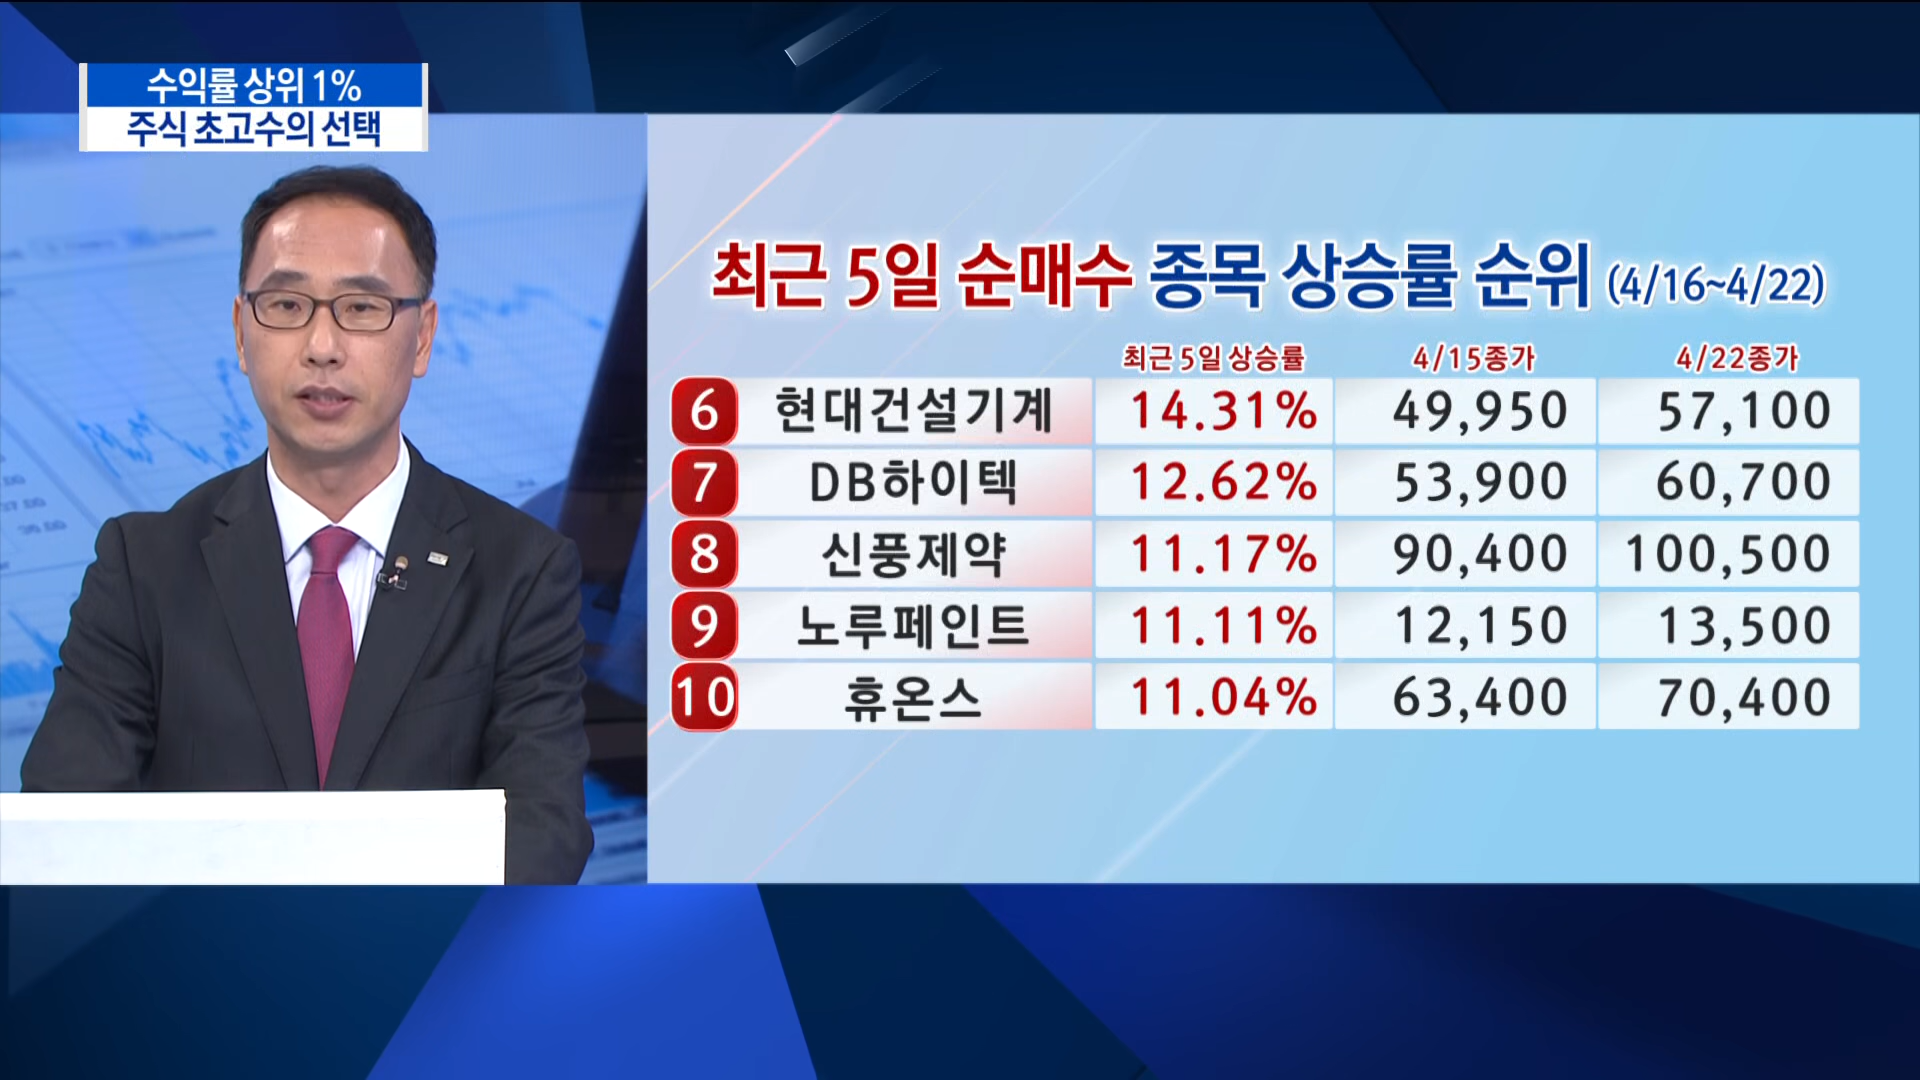 수익률 상위 1%
주식 초고수의 선택
최근 5일 순매수 종목 상승률 순위 (4/16~4/22)
최근 5일 상승률 4/15종가 4/22종가
6 현대건설기계 14.31% 49,950 57,100
7 DB하이텍 12.62% 53,900 60,700
8 신풍제약 11.17% 90,400 100,500
9 노루페인트 11.11% 12,150 13,500
10 휴온스 11.04% 63,400 70,400